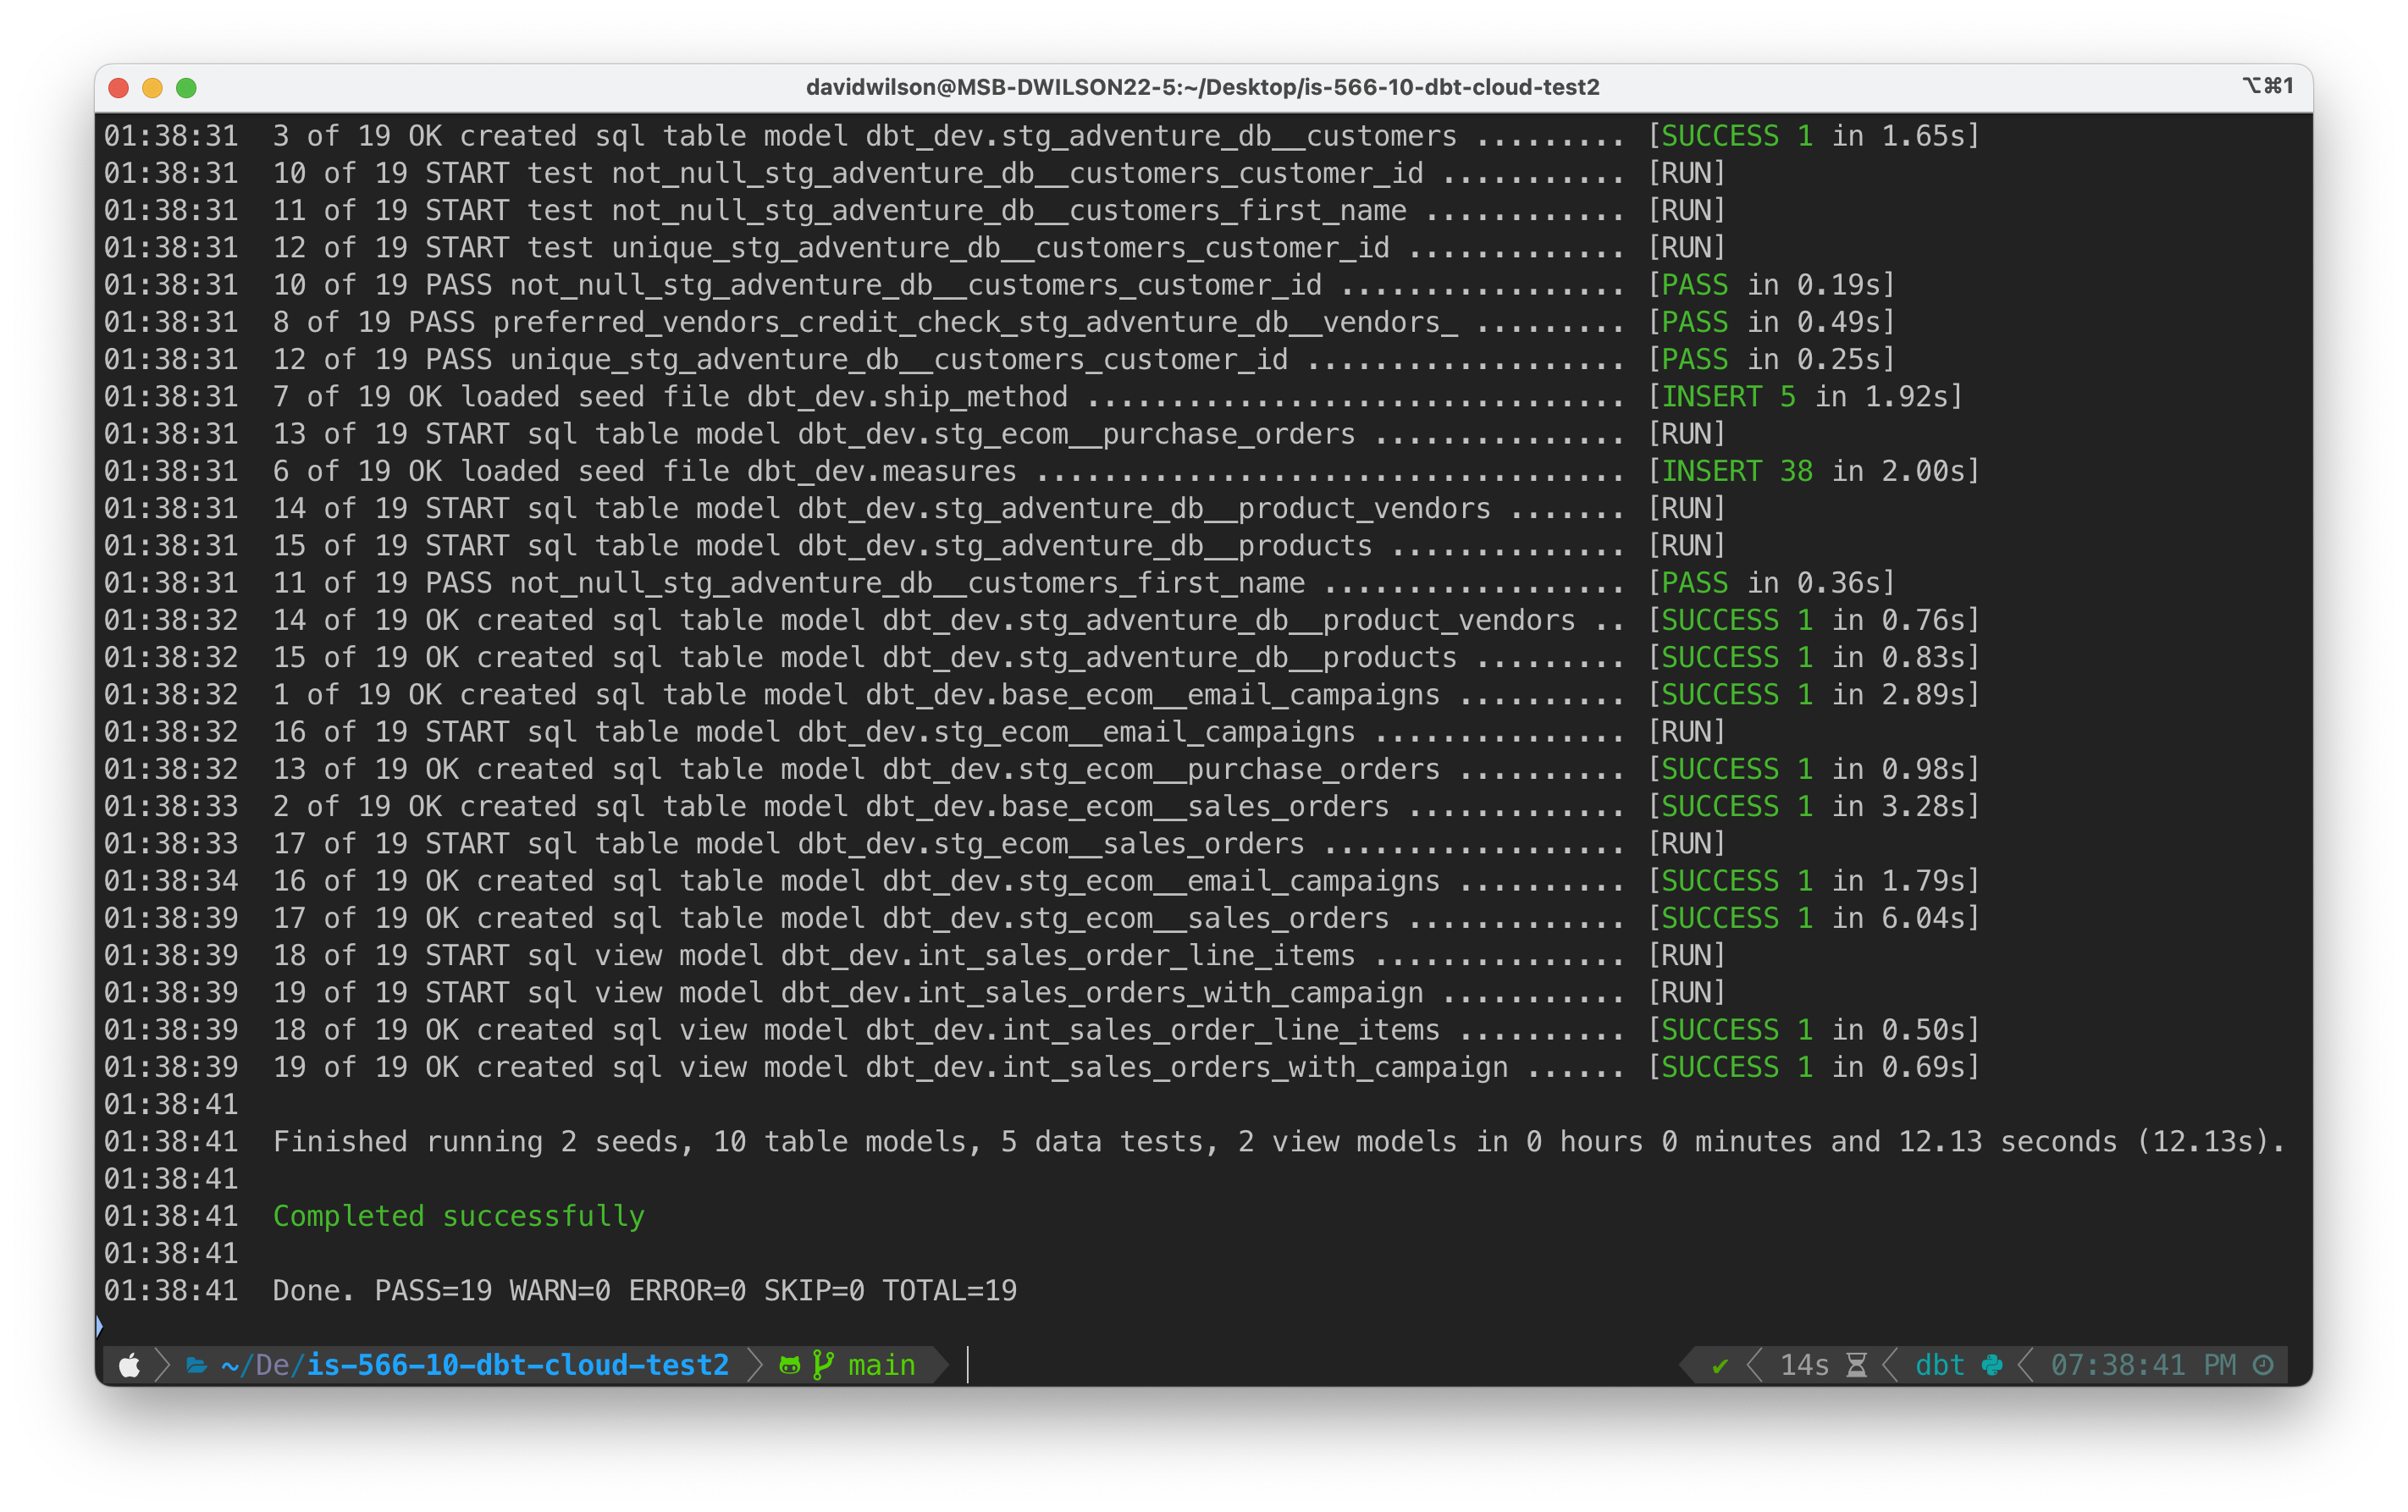 davidwilson@MSB-DWILSON22-5:~/Desktop/is-566-10-dbt-cloud-test2 ⌥⌘1
01:38:31  3 of 19 OK created sql table model dbt_dev.stg_adventure_db__customers ......... [SUCCESS 1 in 1.65s]
01:38:31  10 of 19 START test not_null_stg_adventure_db__customers_customer_id ........... [RUN]
01:38:31  11 of 19 START test not_null_stg_adventure_db__customers_first_name ............ [RUN]
01:38:31  12 of 19 START test unique_stg_adventure_db__customers_customer_id ............. [RUN]
01:38:31  10 of 19 PASS not_null_stg_adventure_db__customers_customer_id ................. [PASS in 0.19s]
01:38:31  8 of 19 PASS preferred_vendors_credit_check_stg_adventure_db__vendors_ ......... [PASS in 0.49s]
01:38:31  12 of 19 PASS unique_stg_adventure_db__customers_customer_id ................... [PASS in 0.25s]
01:38:31  7 of 19 OK loaded seed file dbt_dev.ship_method ................................ [INSERT 5 in 1.92s]
01:38:31  13 of 19 START sql table model dbt_dev.stg_ecom__purchase_orders ............... [RUN]
01:38:31  6 of 19 OK loaded seed file dbt_dev.measures ................................... [INSERT 38 in 2.00s]
01:38:31  14 of 19 START sql table model dbt_dev.stg_adventure_db__product_vendors ....... [RUN]
01:38:31  15 of 19 START sql table model dbt_dev.stg_adventure_db__products .............. [RUN]
01:38:31  11 of 19 PASS not_null_stg_adventure_db__customers_first_name .................. [PASS in 0.36s]
01:38:32  14 of 19 OK created sql table model dbt_dev.stg_adventure_db__product_vendors .. [SUCCESS 1 in 0.76s]
01:38:32  15 of 19 OK created sql table model dbt_dev.stg_adventure_db__products ......... [SUCCESS 1 in 0.83s]
01:38:32  1 of 19 OK created sql table model dbt_dev.base_ecom__email_campaigns .......... [SUCCESS 1 in 2.89s]
01:38:32  16 of 19 START sql table model dbt_dev.stg_ecom__email_campaigns ............... [RUN]
01:38:32  13 of 19 OK created sql table model dbt_dev.stg_ecom__purchase_orders .......... [SUCCESS 1 in 0.98s]
01:38:33  2 of 19 OK created sql table model dbt_dev.base_ecom__sales_orders ............. [SUCCESS 1 in 3.28s]
01:38:33  17 of 19 START sql table model dbt_dev.stg_ecom__sales_orders .................. [RUN]
01:38:34  16 of 19 OK created sql table model dbt_dev.stg_ecom__email_campaigns .......... [SUCCESS 1 in 1.79s]
01:38:39  17 of 19 OK created sql table model dbt_dev.stg_ecom__sales_orders ............. [SUCCESS 1 in 6.04s]
01:38:39  18 of 19 START sql view model dbt_dev.int_sales_order_line_items ............... [RUN]
01:38:39  19 of 19 START sql view model dbt_dev.int_sales_orders_with_campaign ........... [RUN]
01:38:39  18 of 19 OK created sql view model dbt_dev.int_sales_order_line_items .......... [SUCCESS 1 in 0.50s]
01:38:39  19 of 19 OK created sql view model dbt_dev.int_sales_orders_with_campaign ...... [SUCCESS 1 in 0.69s]
01:38:41
01:38:41  Finished running 2 seeds, 10 table models, 5 data tests, 2 view models in 0 hours 0 minutes and 12.13 seconds (12.13s).
01:38:41
01:38:41  Completed successfully
01:38:41
01:38:41  Done. PASS=19 WARN=0 ERROR=0 SKIP=0 TOTAL=19
~/De/is-566-10-dbt-cloud-test2 main ✔ 14s dbt 07:38:41 PM